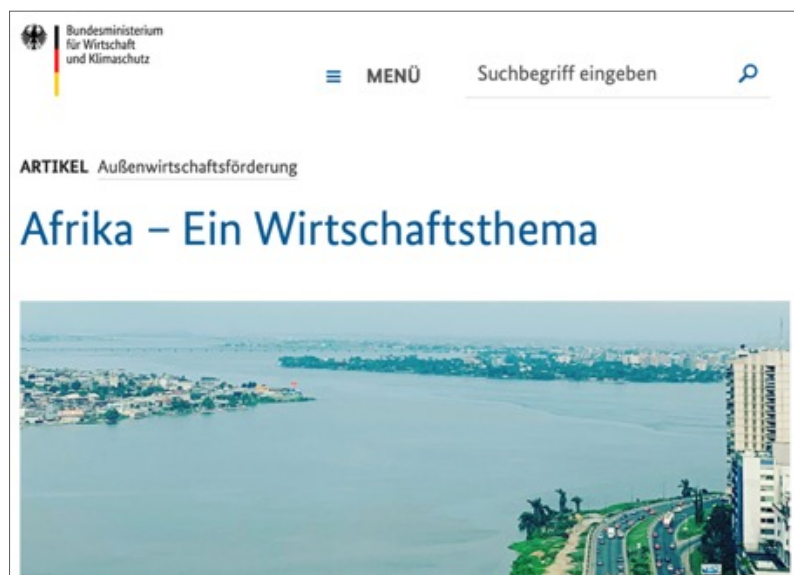 Bundesministerium
für Wirtschaft
und Klimaschutz
MENÜ
Suchbegriff eingeben
ARTIKEL Außenwirtschaftsförderung
Afrika – Ein Wirtschaftsthema